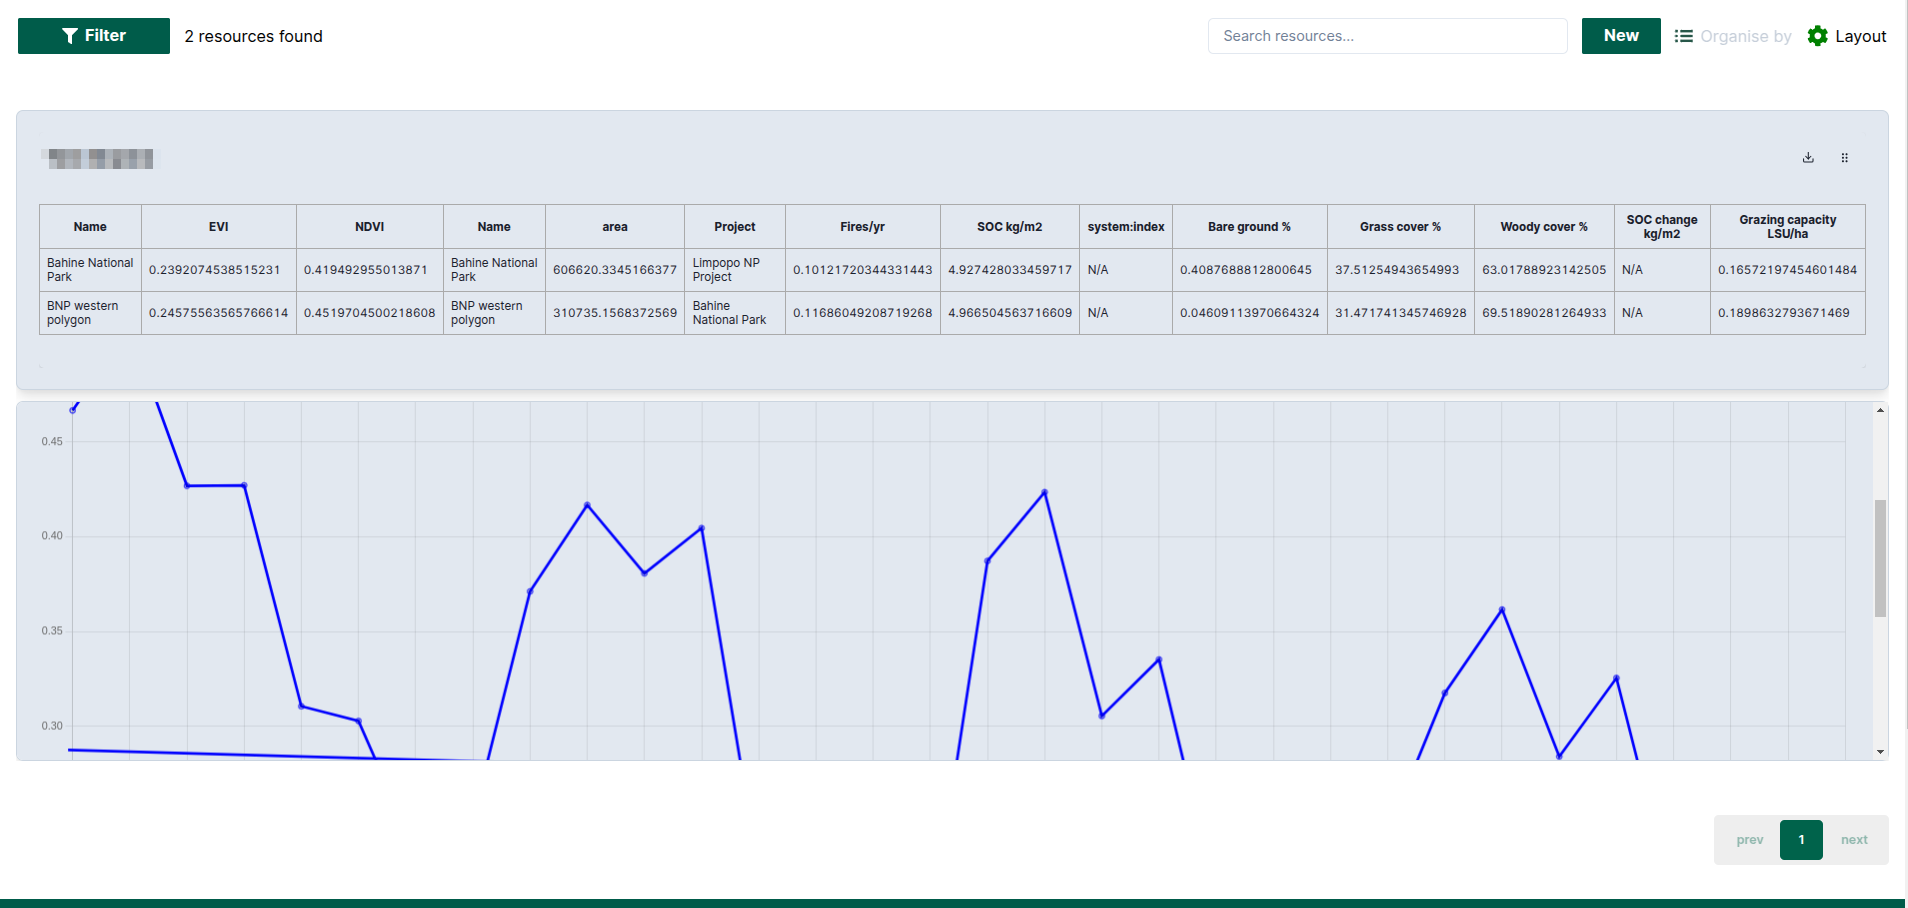 Filter
2 resources found
Search resources...
New
Organise by
Layout
Name EVI NDVI Name area Project Fires/yr SOC kg/m2 system:index Bare ground % Grass cover % Woody cover % SOC change kg/m2 Grazing capacity LSU/ha
Bahine National Park 0.2392074538515231 0.419492955013871 Bahine National Park 606620.3345166377 Limpopo NP Project 0.10121720344331443 4.927428033459717 N/A 0.4087688812800645 37.51254943654993 63.01788923142505 N/A 0.16572197454601484
BNP western polygon 0.24575563565766614 0.4519704500218608 BNP western polygon 310735.1568372569 Bahine National Park 0.11686049208719268 4.966504563716609 N/A 0.04609113970664324 31.471741345746928 69.51890281264933 N/A 0.1898632793671469
0.45
0.40
0.35
0.30
prev 1 next